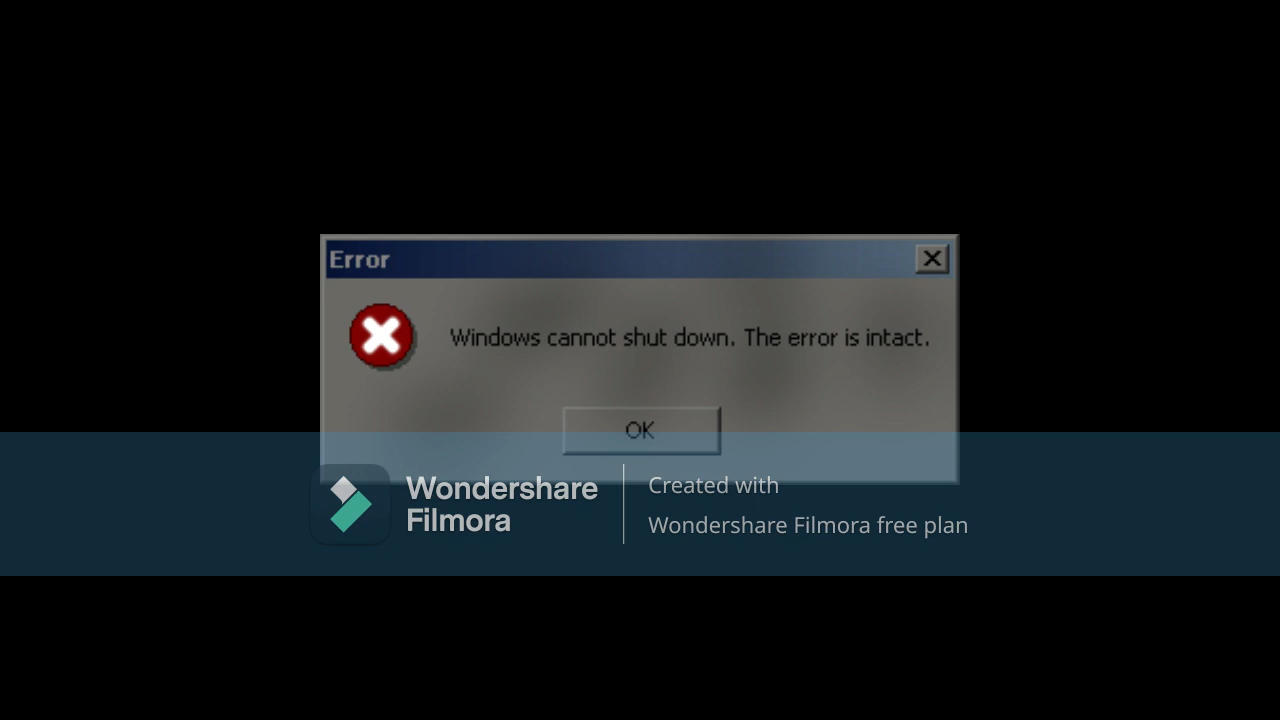 Error
Windows cannot shut down. The error is intact.
OK
Wondershare
Filmora
Created with
Wondershare Filmora free plan